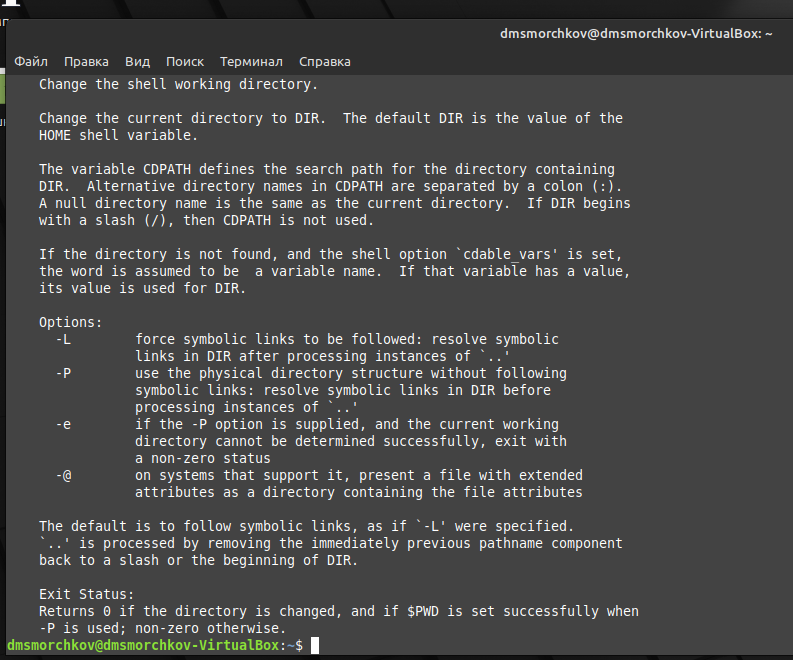 dmsmorchkov@dmsmorchkov-VirtualBox: ~
Файл Правка Вид Поиск Терминал Справка
Change the shell working directory.
Change the current directory to DIR.  The default DIR is the value of the
HOME shell variable.
The variable CDPATH defines the search path for the directory containing
DIR.  Alternative directory names in CDPATH are separated by a colon (:).
A null directory name is the same as the current directory.  If DIR begins
with a slash (/), then CDPATH is not used.
If the directory is not found, and the shell option `cdable_vars' is set,
the word is assumed to be  a variable name.  If that variable has a value,
its value is used for DIR.
Options:
-L        force symbolic links to be followed: resolve symbolic
links in DIR after processing instances of `..'
-P        use the physical directory structure without following
symbolic links: resolve symbolic links in DIR before
processing instances of `..'
-e        if the -P option is supplied, and the current working
directory cannot be determined successfully, exit with
a non-zero status
-@        on systems that support it, present a file with extended
attributes as a directory containing the file attributes
The default is to follow symbolic links, as if `-L' were specified.
`..' is processed by removing the immediately previous pathname component
back to a slash or the beginning of DIR.
Exit Status:
Returns 0 if the directory is changed, and if $PWD is set successfully when
-P is used; non-zero otherwise.
dmsmorchkov@dmsmorchkov-VirtualBox:~$